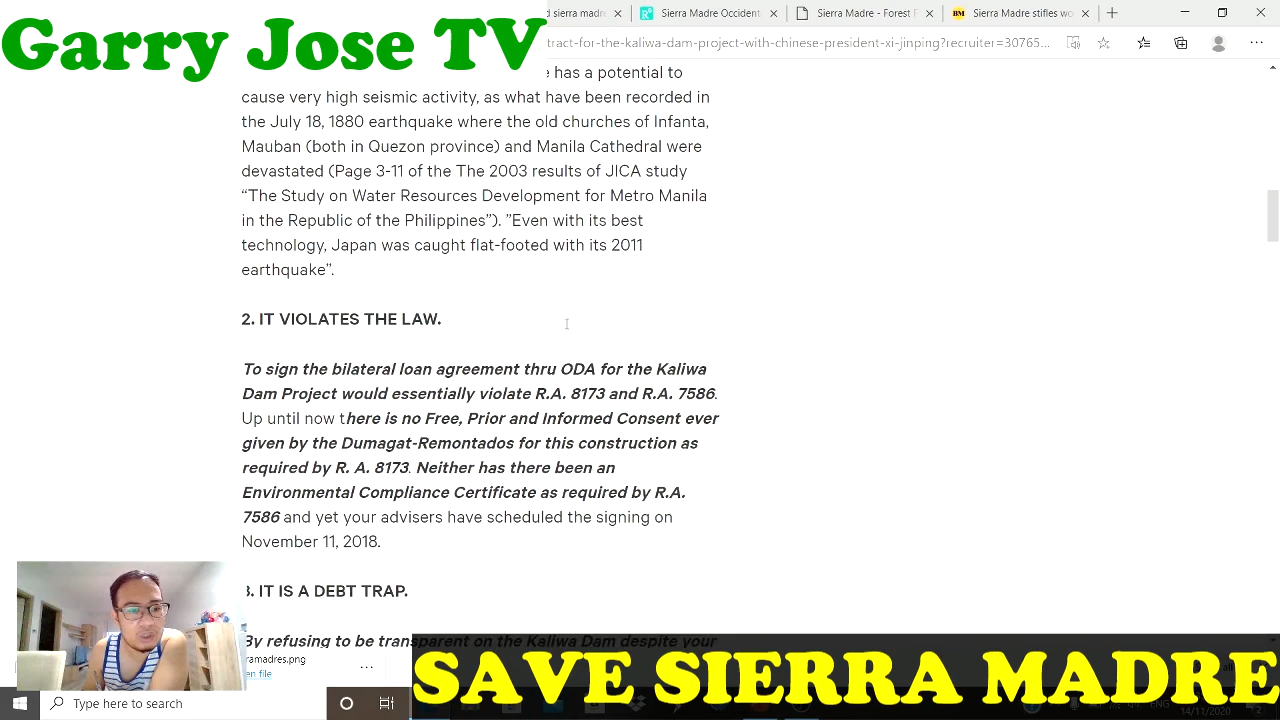 Garry Jose TV
d sierra madre
Sierra Madre Occident
Sierra Madre - Forest F
Sierra Madre stifles wo
tract-for-the-kaliwa-dam-project_with-chinese-president-xi-jinping?recruiter=30765...
e has a potential to
cause very high seismic activity, as what have been recorded in
the July 18, 1880 earthquake where the old churches of Infanta,
Mauban (both in Quezon province) and Manila Cathedral were
devastated (Page 3-11 of the The 2003 results of JICA study
“The Study on Water Resources Development for Metro Manila
in the Republic of the Philippines”). ”Even with its best
technology, Japan was caught flat-footed with its 2011
earthquake”.
2. IT VIOLATES THE LAW.
To sign the bilateral loan agreement thru ODA for the Kaliwa
Dam Project would essentially violate R.A. 8173 and R.A. 7586.
Up until now there is no Free, Prior and Informed Consent ever
given by the Dumagat-Remontados for this construction as
required by R. A. 8173. Neither has there been an
Environmental Compliance Certificate as required by R.A.
7586 and yet your advisers have scheduled the signing on
November 11, 2018.
3. IT IS A DEBT TRAP.
By refusing to be transparent on the Kaliwa Dam despite your
ramadres.png
en file
SAVE SIERRA MADRE
Type here to search
ENG
14/11/2020